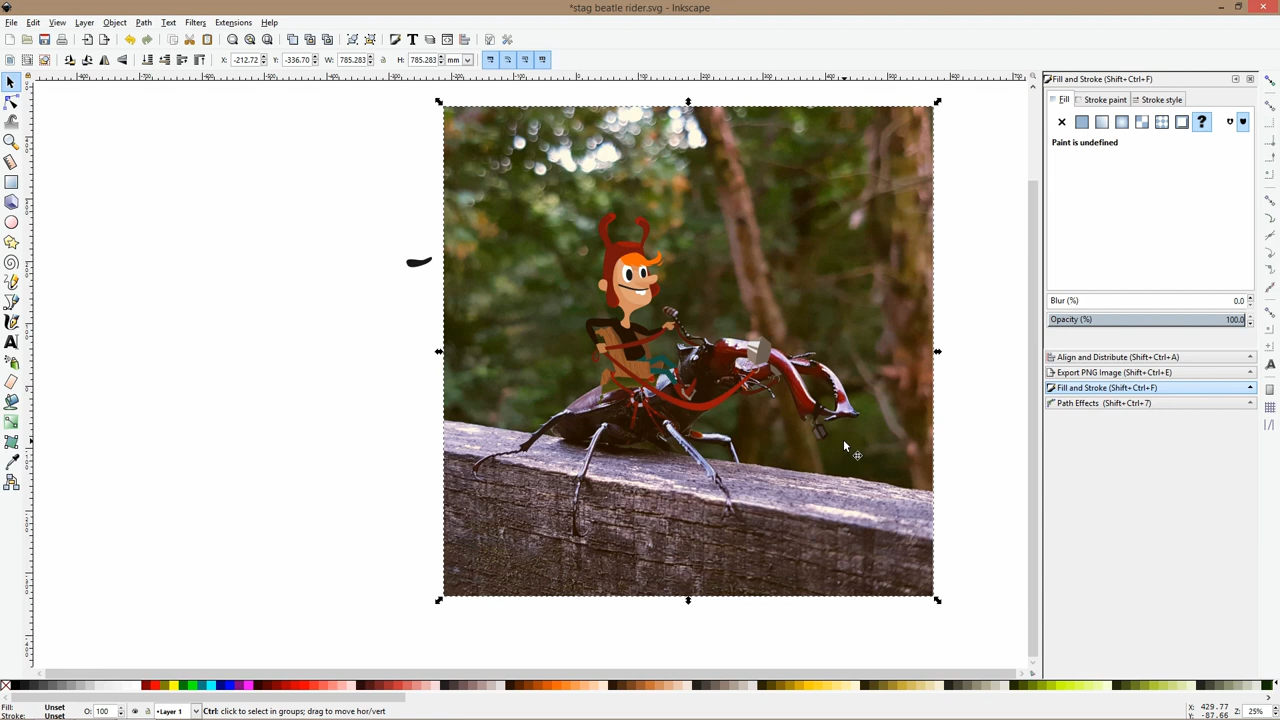 *stag beatle rider.svg - Inkscape
File Edit View Layer Object Path Text Filters Extensions Help
X: -212.72 Y: -336.70 W: 785.283 H: 785.283 mm
Fill and Stroke (Shift+Ctrl+F)
Fill Stroke paint Stroke style
Paint is undefined
Blur (%) 0.0
Opacity (%) 100.0
Align and Distribute (Shift+Ctrl+A)
Export PNG Image (Shift+Ctrl+E)
Fill and Stroke (Shift+Ctrl+F)
Path Effects (Shift+Ctrl+7)
Fill: Unset
Stroke: Unset
O: 100
•Layer 1
Ctrl: click to select in groups; drag to move hor/vert
X: 429.77
Y: -87.66
Z: 25%